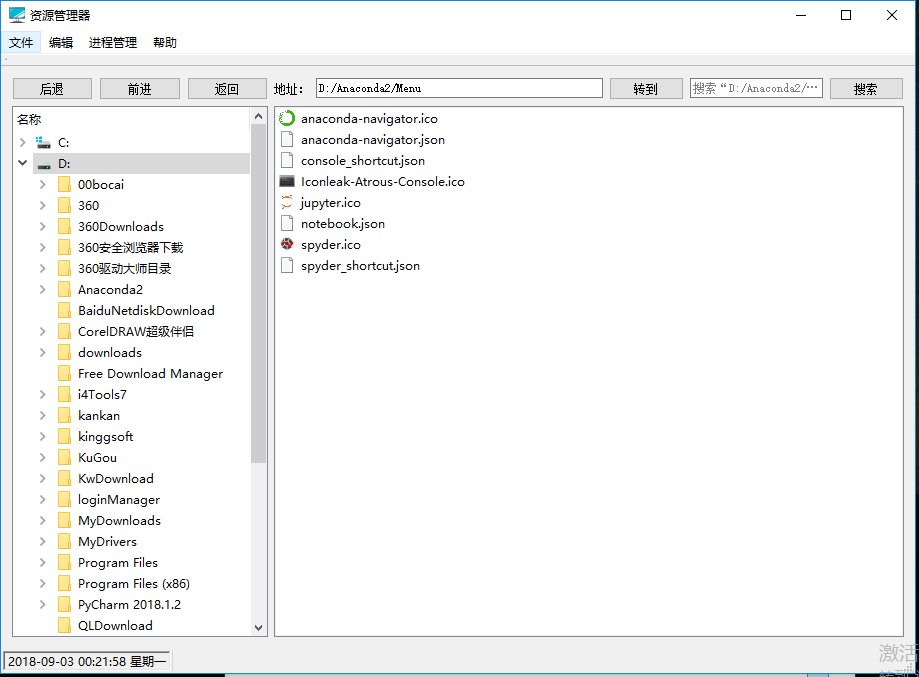 资源管理器
文件 编辑 进程管理 帮助
后退 前进 返回 地址: D:/Anaconda2/Menu 转到 搜索“D:/Anaconda2/… 搜索
名称
C:
D:
00bocai
360
360Downloads
360安全浏览器下载
360驱动大师目录
Anaconda2
BaiduNetdiskDownload
CorelDRAW超级伴侣
downloads
Free Download Manager
i4Tools7
kankan
kinggsoft
KuGou
KwDownload
loginManager
MyDownloads
MyDrivers
Program Files
Program Files (x86)
PyCharm 2018.1.2
QLDownload
anaconda-navigator.ico
anaconda-navigator.json
console_shortcut.json
Iconleak-Atrous-Console.ico
jupyter.ico
notebook.json
spyder.ico
spyder_shortcut.json
2018-09-03 00:21:58 星期一
激活